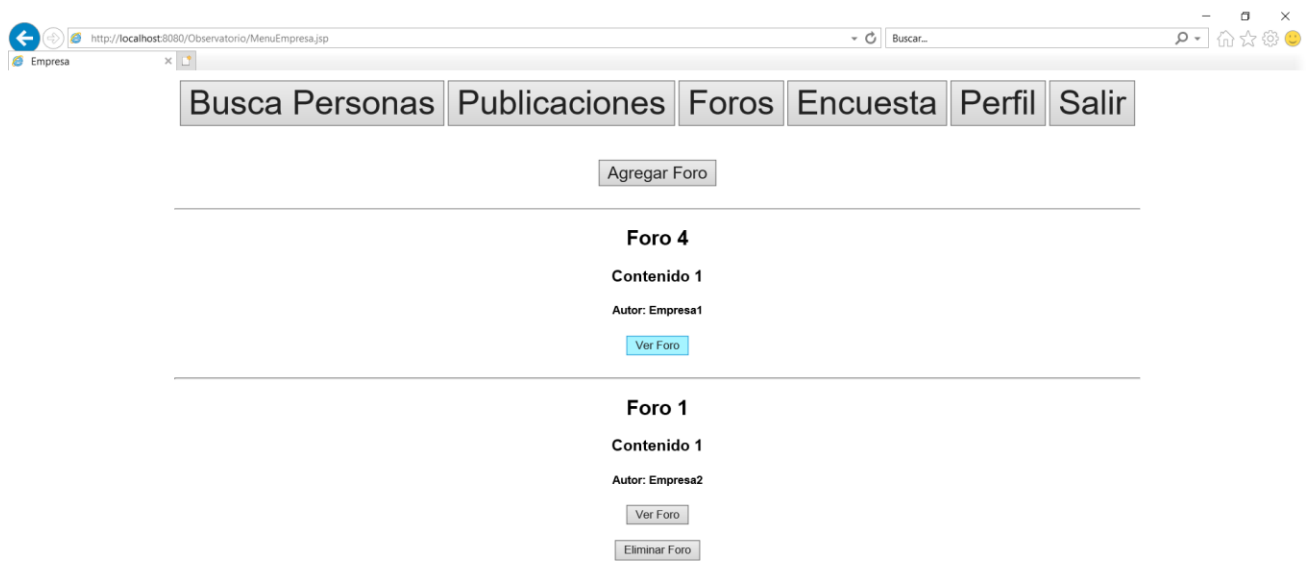 http://localhost:8080/Observatorio/MenuEmpresa.jsp
Buscar...
Empresa
Busca Personas Publicaciones Foros Encuesta Perfil Salir
Agregar Foro
Foro 4
Contenido 1
Autor: Empresa1
Ver Foro
Foro 1
Contenido 1
Autor: Empresa2
Ver Foro
Eliminar Foro